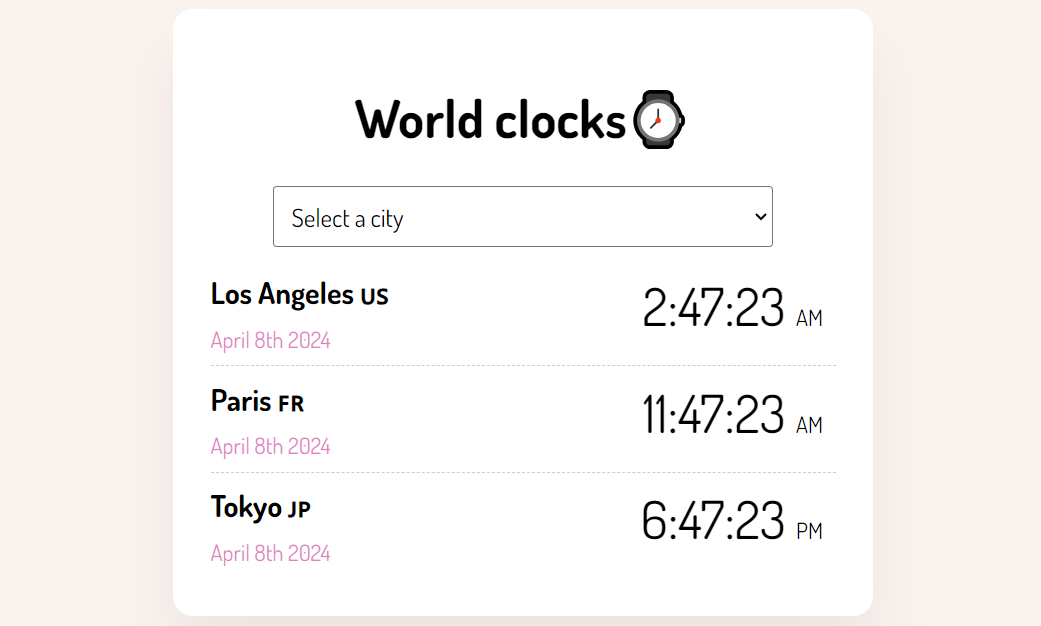 World clocks
Select a city
Los Angeles US
2:47:23 AM
April 8th 2024
Paris FR
11:47:23 AM
April 8th 2024
Tokyo JP
6:47:23 PM
April 8th 2024